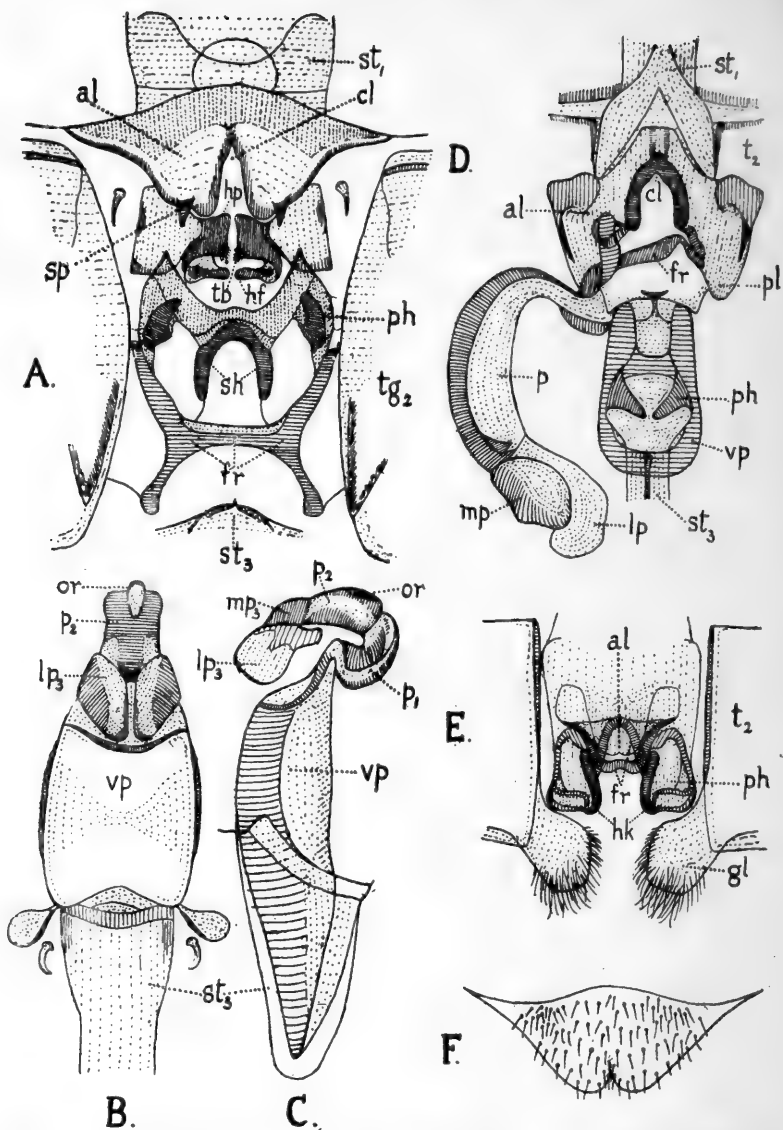 st₁
al
cl
hp
sp
tb
hf
ph
A.
sh
tg₂
fr
st₃
D.
st₁
t₂
cl
al
fr
pl
p
ph
vp
mp
lp
st₃
or
p₂
lp₃
vp
st₃
B.
p₂
or
mp₃
lp₃
p₁
vp
C.
al
t₂
E.
fr
ph
hk
gl
F.